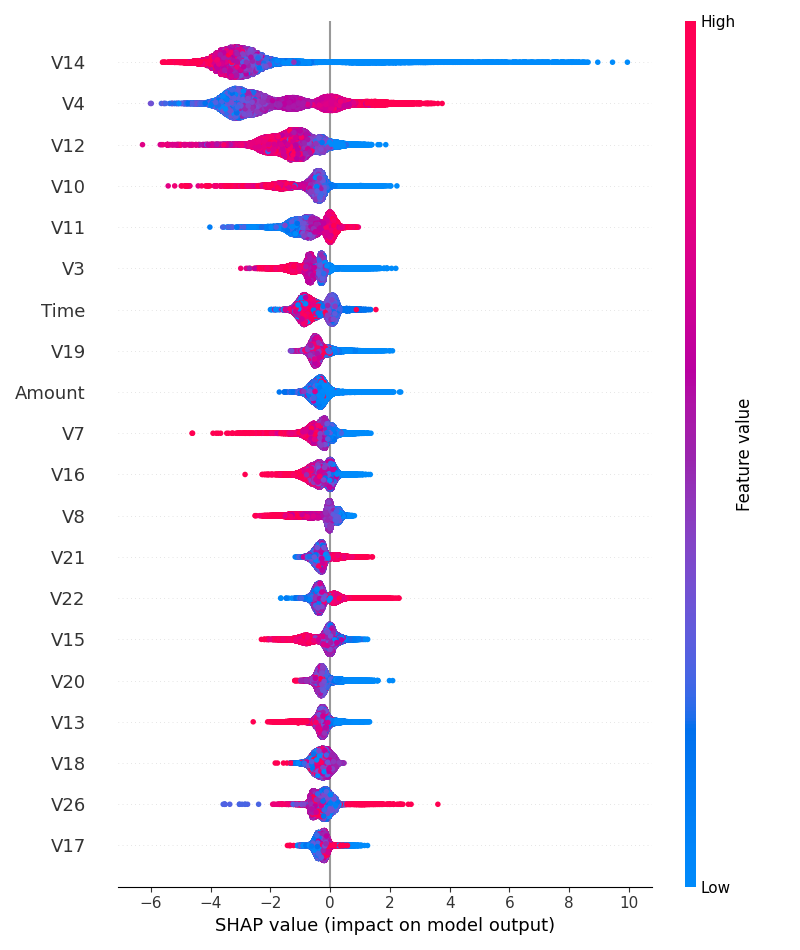 High
V14
V4
V12
V10
V11
V3
Time
V19
Amount
V7
V16
V8
V21
V22
V15
V20
V13
V18
V26
V17
Feature value
Low
−6 −4 −2 0 2 4 6 8 10
SHAP value (impact on model output)